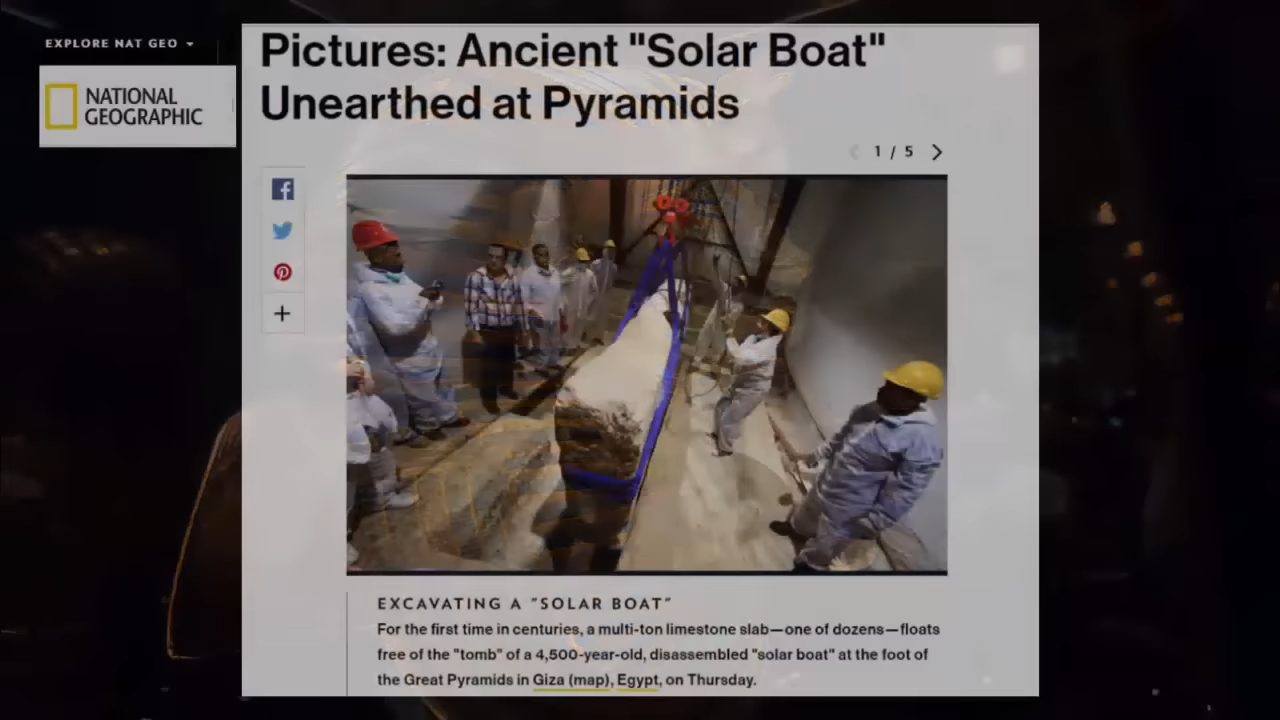 EXPLORE NAT GEO
NATIONAL
GEOGRAPHIC
Pictures: Ancient "Solar Boat"
Unearthed at Pyramids
1 / 5
EXCAVATING A "SOLAR BOAT"
For the first time in centuries, a multi-ton limestone slab—one of dozens—floats
free of the "tomb" of a 4,500-year-old, disassembled "solar boat" at the foot of
the Great Pyramids in Giza (map), Egypt, on Thursday.